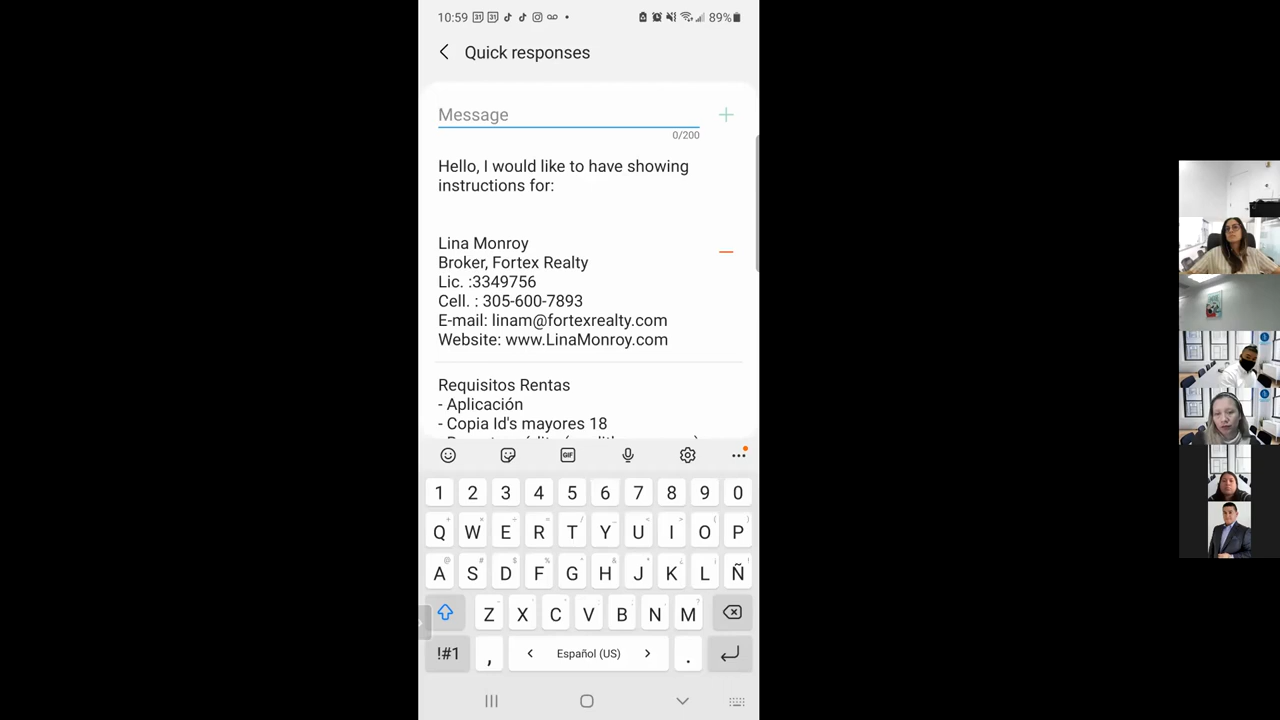 10:59
89%
Quick responses
Message
0/200
Hello, I would like to have showing
instructions for:
Lina Monroy
Broker, Fortex Realty
Lic. :3349756
Cell. : 305-600-7893
E-mail: linam@fortexrealty.com
Website: www.LinaMonroy.com
Requisitos Rentas
- Aplicación
- Copia Id's mayores 18
GIF
1 2 3 4 5 6 7 8 9 0
Q W E R T Y U I O P
A S D F G H J K L Ñ
Z X C V B N M
!#1 , < Español (US) > .